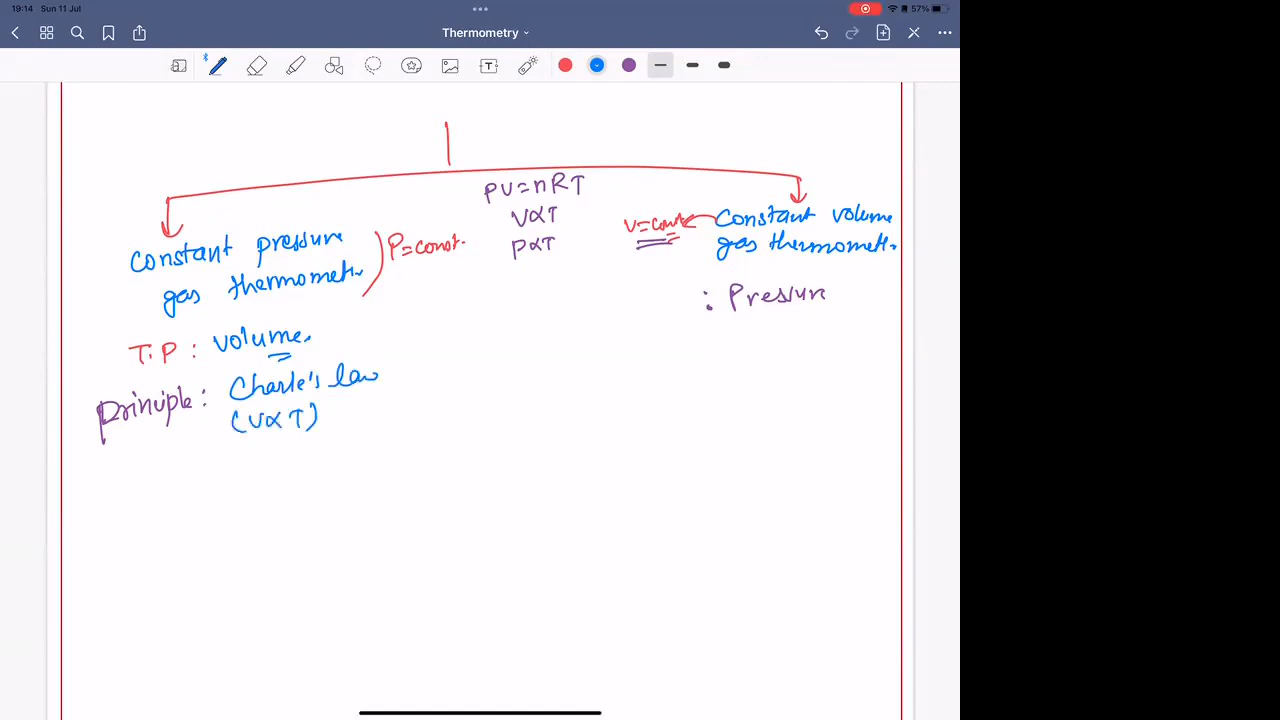 19:14 Sun 11 Jul
57%
Thermometry
PV=nRT
V∝T
P∝T
Constant pressure
gas thermomet
P=const.
V=const
Constant volume
gas thermomet
: Pressure
T.P : volume.
Principle : Charle's law
(V∝T)